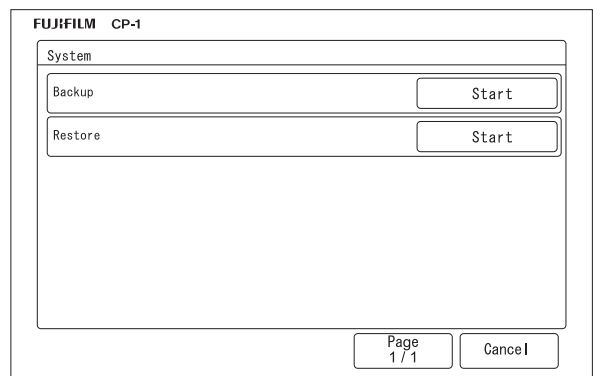 FUJIFILM CP-1
System
Backup Start
Restore Start
Page
1/1
Cancel